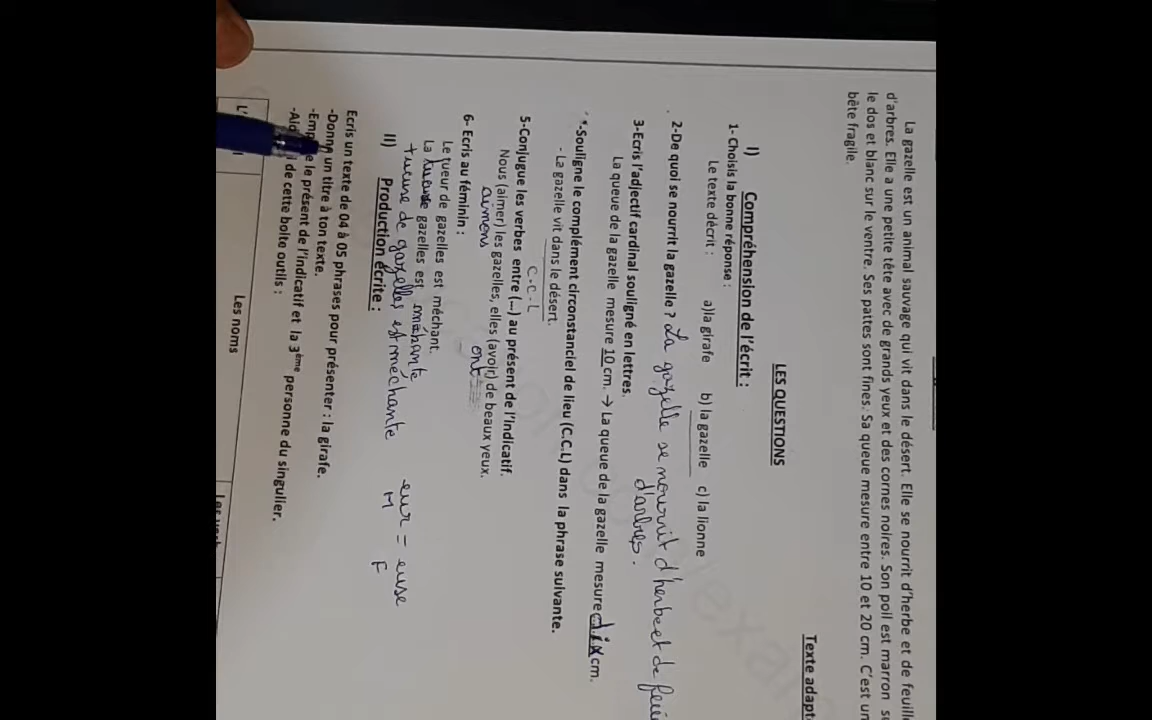 La gazelle est un animal sauvage qui vit dans le désert. Elle se nourrit d'herbe et de feuill
d'arbres. Elle a une petite tête avec de grands yeux et des cornes noires. Son poil est marron s
le dos et blanc sur le ventre. Ses pattes sont fines. Sa queue mesure entre 10 et 20 cm. C'est un
bête fragile.
Texte adapt
LES QUESTIONS
I) Compréhension de l'écrit :
1- Choisis la bonne réponse :
Le texte décrit : a)la girafe b) la gazelle c) la lionne
2-De quoi se nourrit la gazelle ? La gazelle se nourrit d'herbe et de feui
d'arbres.
3-Ecris l'adjectif cardinal souligné en lettres.
La queue de la gazelle mesure 10 cm. → La queue de la gazelle mesure dix cm.
-Souligne le complément circonstanciel de lieu (C.C.L) dans la phrase suivante.
- La gazelle vit dans le désert.
C-C-L
5-Conjugue les verbes entre (...) au présent de l'indicatif.
Nous (aimer) les gazelles, elles (avoir) de beaux yeux.
aimons ont
6- Ecris au féminin :
Le tueur de gazelles est méchant.
La gazelles est méchante
tueuse de gazelles est méchante eur = euse
M F
II) Production écrite :
Ecris un texte de 04 à 05 phrases pour présenter : la girafe.
-Donne un titre à ton texte.
le présent de l'indicatif et la 3ème personne du singulier.
de cette boite outils :
L' Les noms